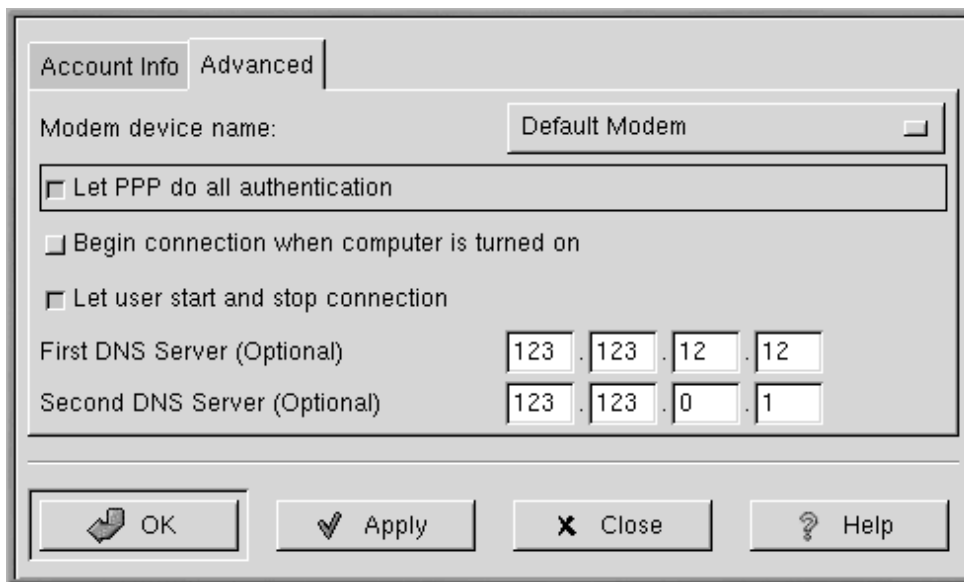 Account Info Advanced
Modem device name: Default Modem
Let PPP do all authentication
Begin connection when computer is turned on
Let user start and stop connection
First DNS Server (Optional) 123 . 123 . 12 . 12
Second DNS Server (Optional) 123 . 123 . 0 . 1
OK Apply Close Help